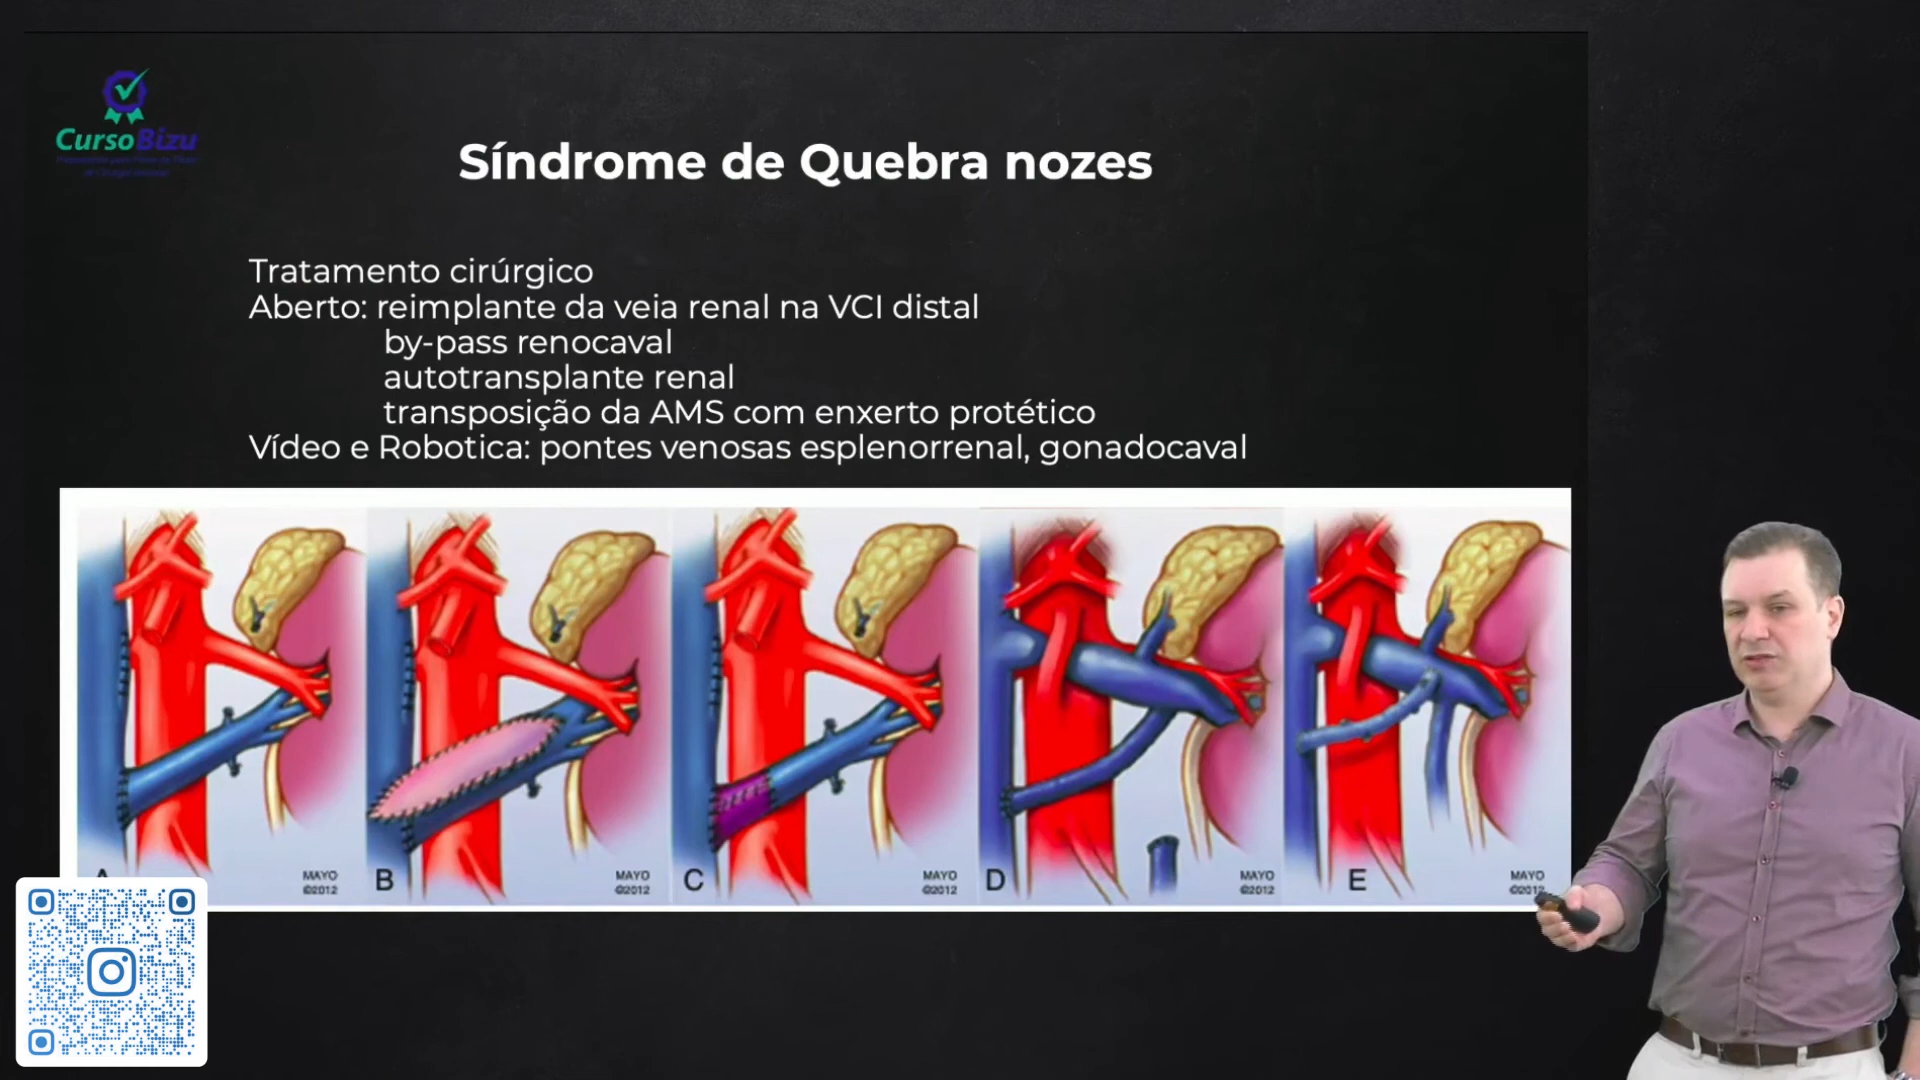 CursoBizu
Síndrome de Quebra nozes
Tratamento cirúrgico
Aberto: reimplante da veia renal na VCI distal
by-pass renocaval
autotransplante renal
transposição da AMS com enxerto protético
Vídeo e Robotica: pontes venosas esplenorrenal, gonadocaval
A
MAYO
©2012
B
MAYO
©2012
C
MAYO
©2012
D
MAYO
©2012
E
MAYO
©2012